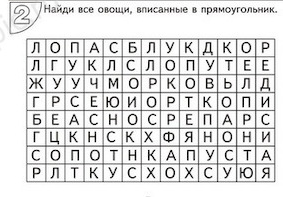 2 Найди все овощи, вписанные в прямоугольник.
Л О П А С Б Л У К Д К О Р
Л Г У К Л С Л О П У Т Е Е
Ж У У Ч М О Р К О В Ь Л Д
Г Р С Е Ю И О Р Т К О П И
Б Е А С Н О С Р Е П А Р С
Г Ц К Н С К Х Ф Я Н О Н И
С О П О Т Н К А П У С Т А
Р Л Т К У С Х О Х С У Ю Я